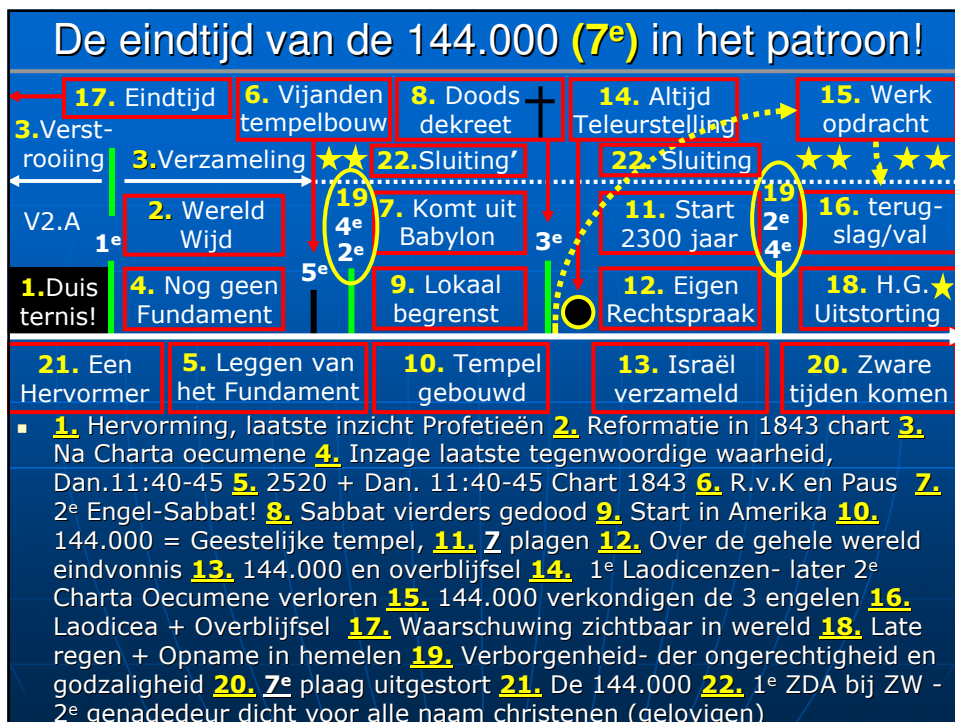 De eindtijd van de 144.000 (7e) in het patroon!
17. Eindtijd
6. Vijanden
tempelbouw
8. Doods
dekreet
14. Altijd
Teleurstelling
15. Werk
opdracht
3.Verst-
rooiing
3.Verzameling
22.Sluiting'
22. Sluiting
V2.A
1e
2. Wereld
Wijd
5e
19
4e
2e
7. Komt uit
Babylon
3e
11. Start
2300 jaar
19
2e
4e
16. terug-
slag/val
1.Duis
ternis!
4. Nog geen
Fundament
9. Lokaal
begrenst
12. Eigen
Rechtspraak
18. H.G.
Uitstorting
21. Een
Hervormer
5. Leggen van
het Fundament
10. Tempel
gebouwd
13. Israël
verzameld
20. Zware
tijden komen
1. Hervorming, laatste inzicht Profetieën 2. Reformatie in 1843 chart 3.
Na Charta oecumene 4. Inzage laatste tegenwoordige waarheid,
Dan.11:40-45 5. 2520 + Dan. 11:40-45 Chart 1843 6. R.v.K en Paus 7.
2e Engel-Sabbat! 8. Sabbat vierders gedood 9. Start in Amerika 10.
144.000 = Geestelijke tempel, 11. 7 plagen 12. Over de gehele wereld
eindvonnis 13. 144.000 en overblijfsel 14. 1e Laodicenzen- later 2e
Charta Oecumene verloren 15. 144.000 verkondigen de 3 engelen 16.
Laodicea + Overblijfsel 17. Waarschuwing zichtbaar in wereld 18. Late
regen + Opname in hemelen 19. Verborgenheid- der ongerechtigheid en
godzaligheid 20. 7e plaag uitgestort 21. De 144.000 22. 1e ZDA bij ZW -
2e genadedeur dicht voor alle naam christenen (gelovigen)